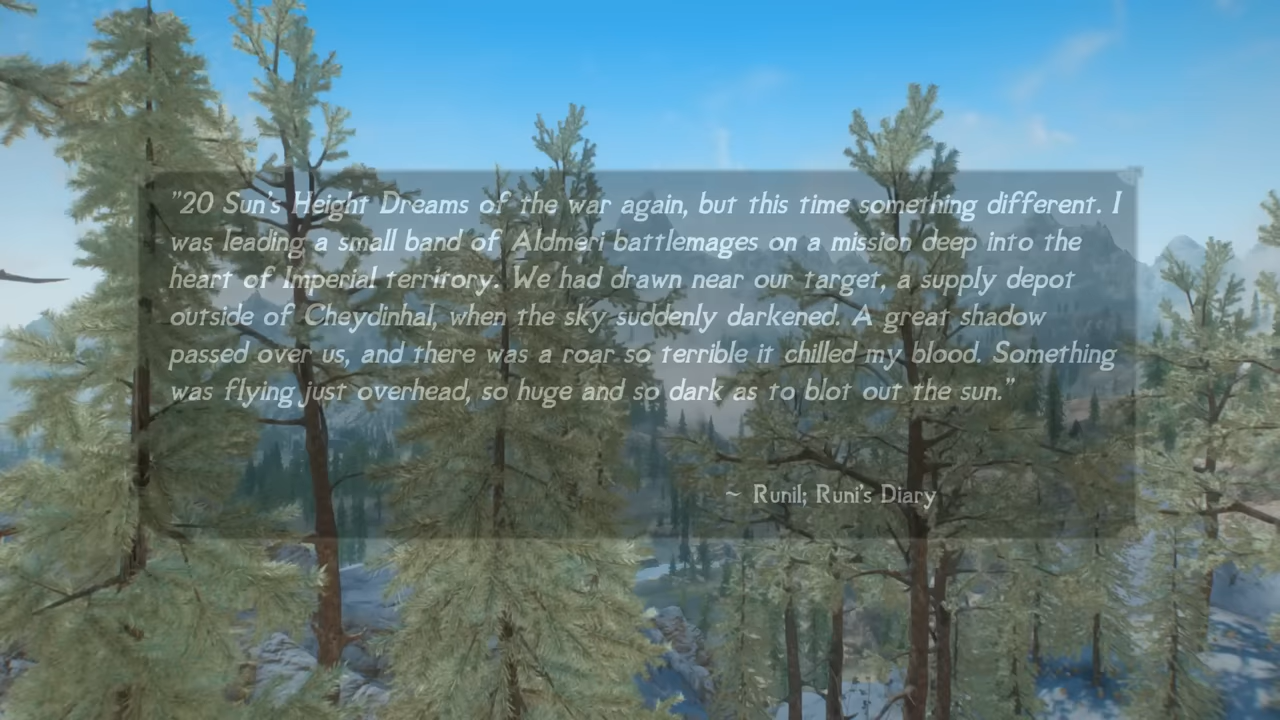 "20 Sun's Height Dreams of the war again, but this time something different. I
was leading a small band of Aldmeri battlemages on a mission deep into the
heart of Imperial territory. We had drawn near our target, a supply depot
outside of Cheydinhal, when the sky suddenly darkened. A great shadow
passed over us, and there was a roar so terrible it chilled my blood. Something
was flying just overhead, so huge and so dark as to blot out the sun."
~ Runil; Runi's Diary